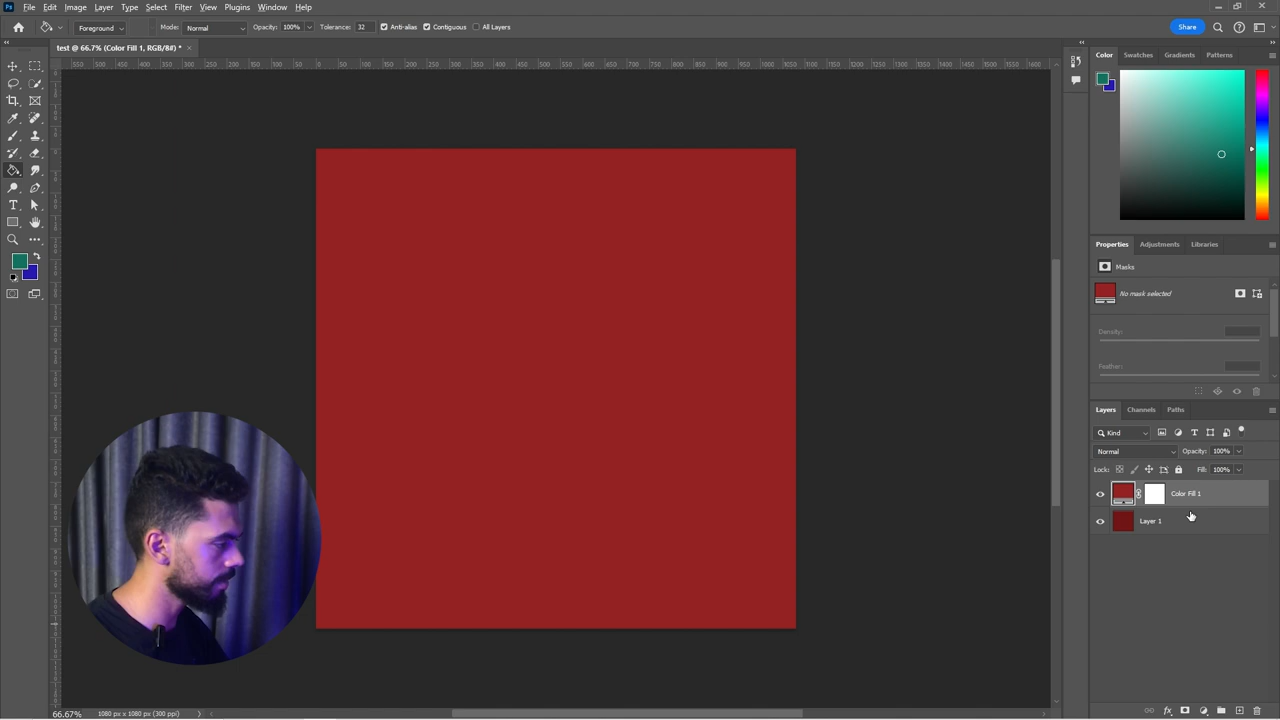 Ps File Edit Image Layer Type Select Filter View Plugins Window Help
Foreground Mode: Normal Opacity: 100% Tolerance: 32 Anti-alias Contiguous All Layers Share
test @ 66.7% (Color Fill 1, RGB/8#) *
Color Swatches Gradients Patterns
Properties Adjustments Libraries
Masks
No mask selected
Density:
Feather:
Layers Channels Paths
Kind
Normal Opacity: 100%
Lock: Fill: 100%
Color Fill 1
Layer 1
66.67% 1080 px x 1080 px (300 ppi)